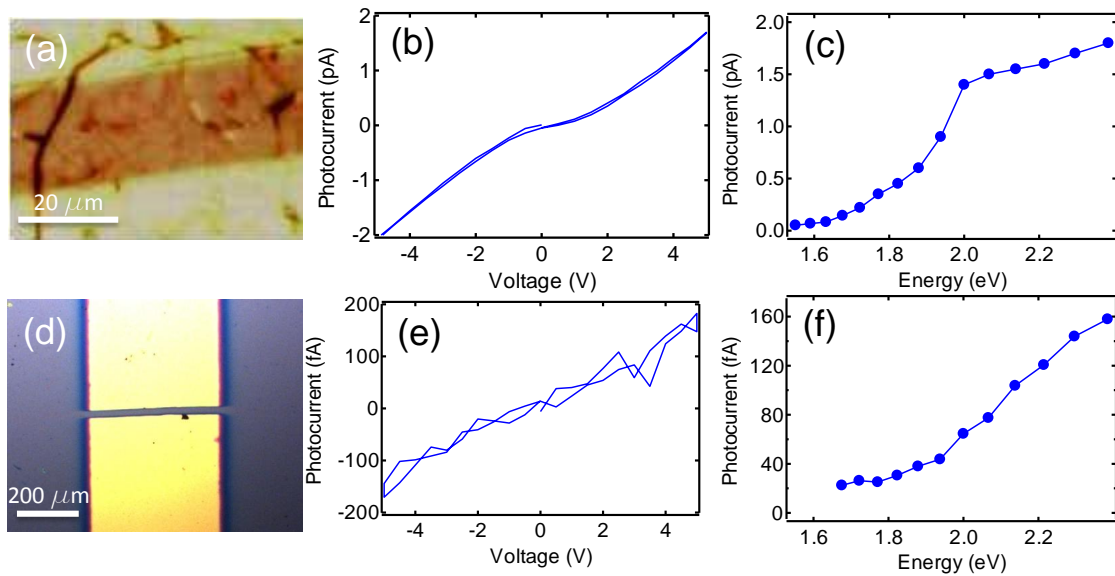 (a)
20 μm
(b)
Photocurrent (pA)
2
1
0
-1
-2
-4
-2
0
2
4
Voltage (V)
(c)
Photocurrent (pA)
2.0
1.5
1.0
0.5
0.0
1.6
1.8
2.0
2.2
Energy (eV)
(d)
200 μm
(e)
Photocurrent (fA)
200
100
0
-100
-200
-4
-2
0
2
4
Voltage (V)
(f)
Photocurrent (fA)
160
120
80
40
0
1.6
1.8
2.0
2.2
Energy (eV)